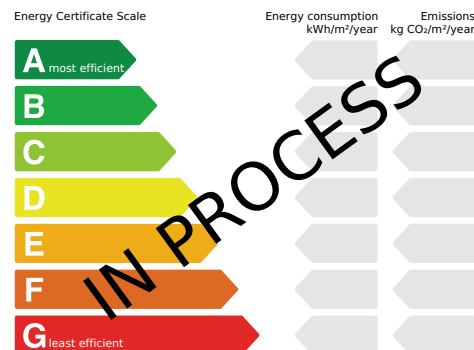 Energy Certificate Scale
Energy consumption
kWh/m²/year
Emissions
kg CO₂/m²/year
A most efficient
B
C
D
E
F
G least efficient
IN PROCESS